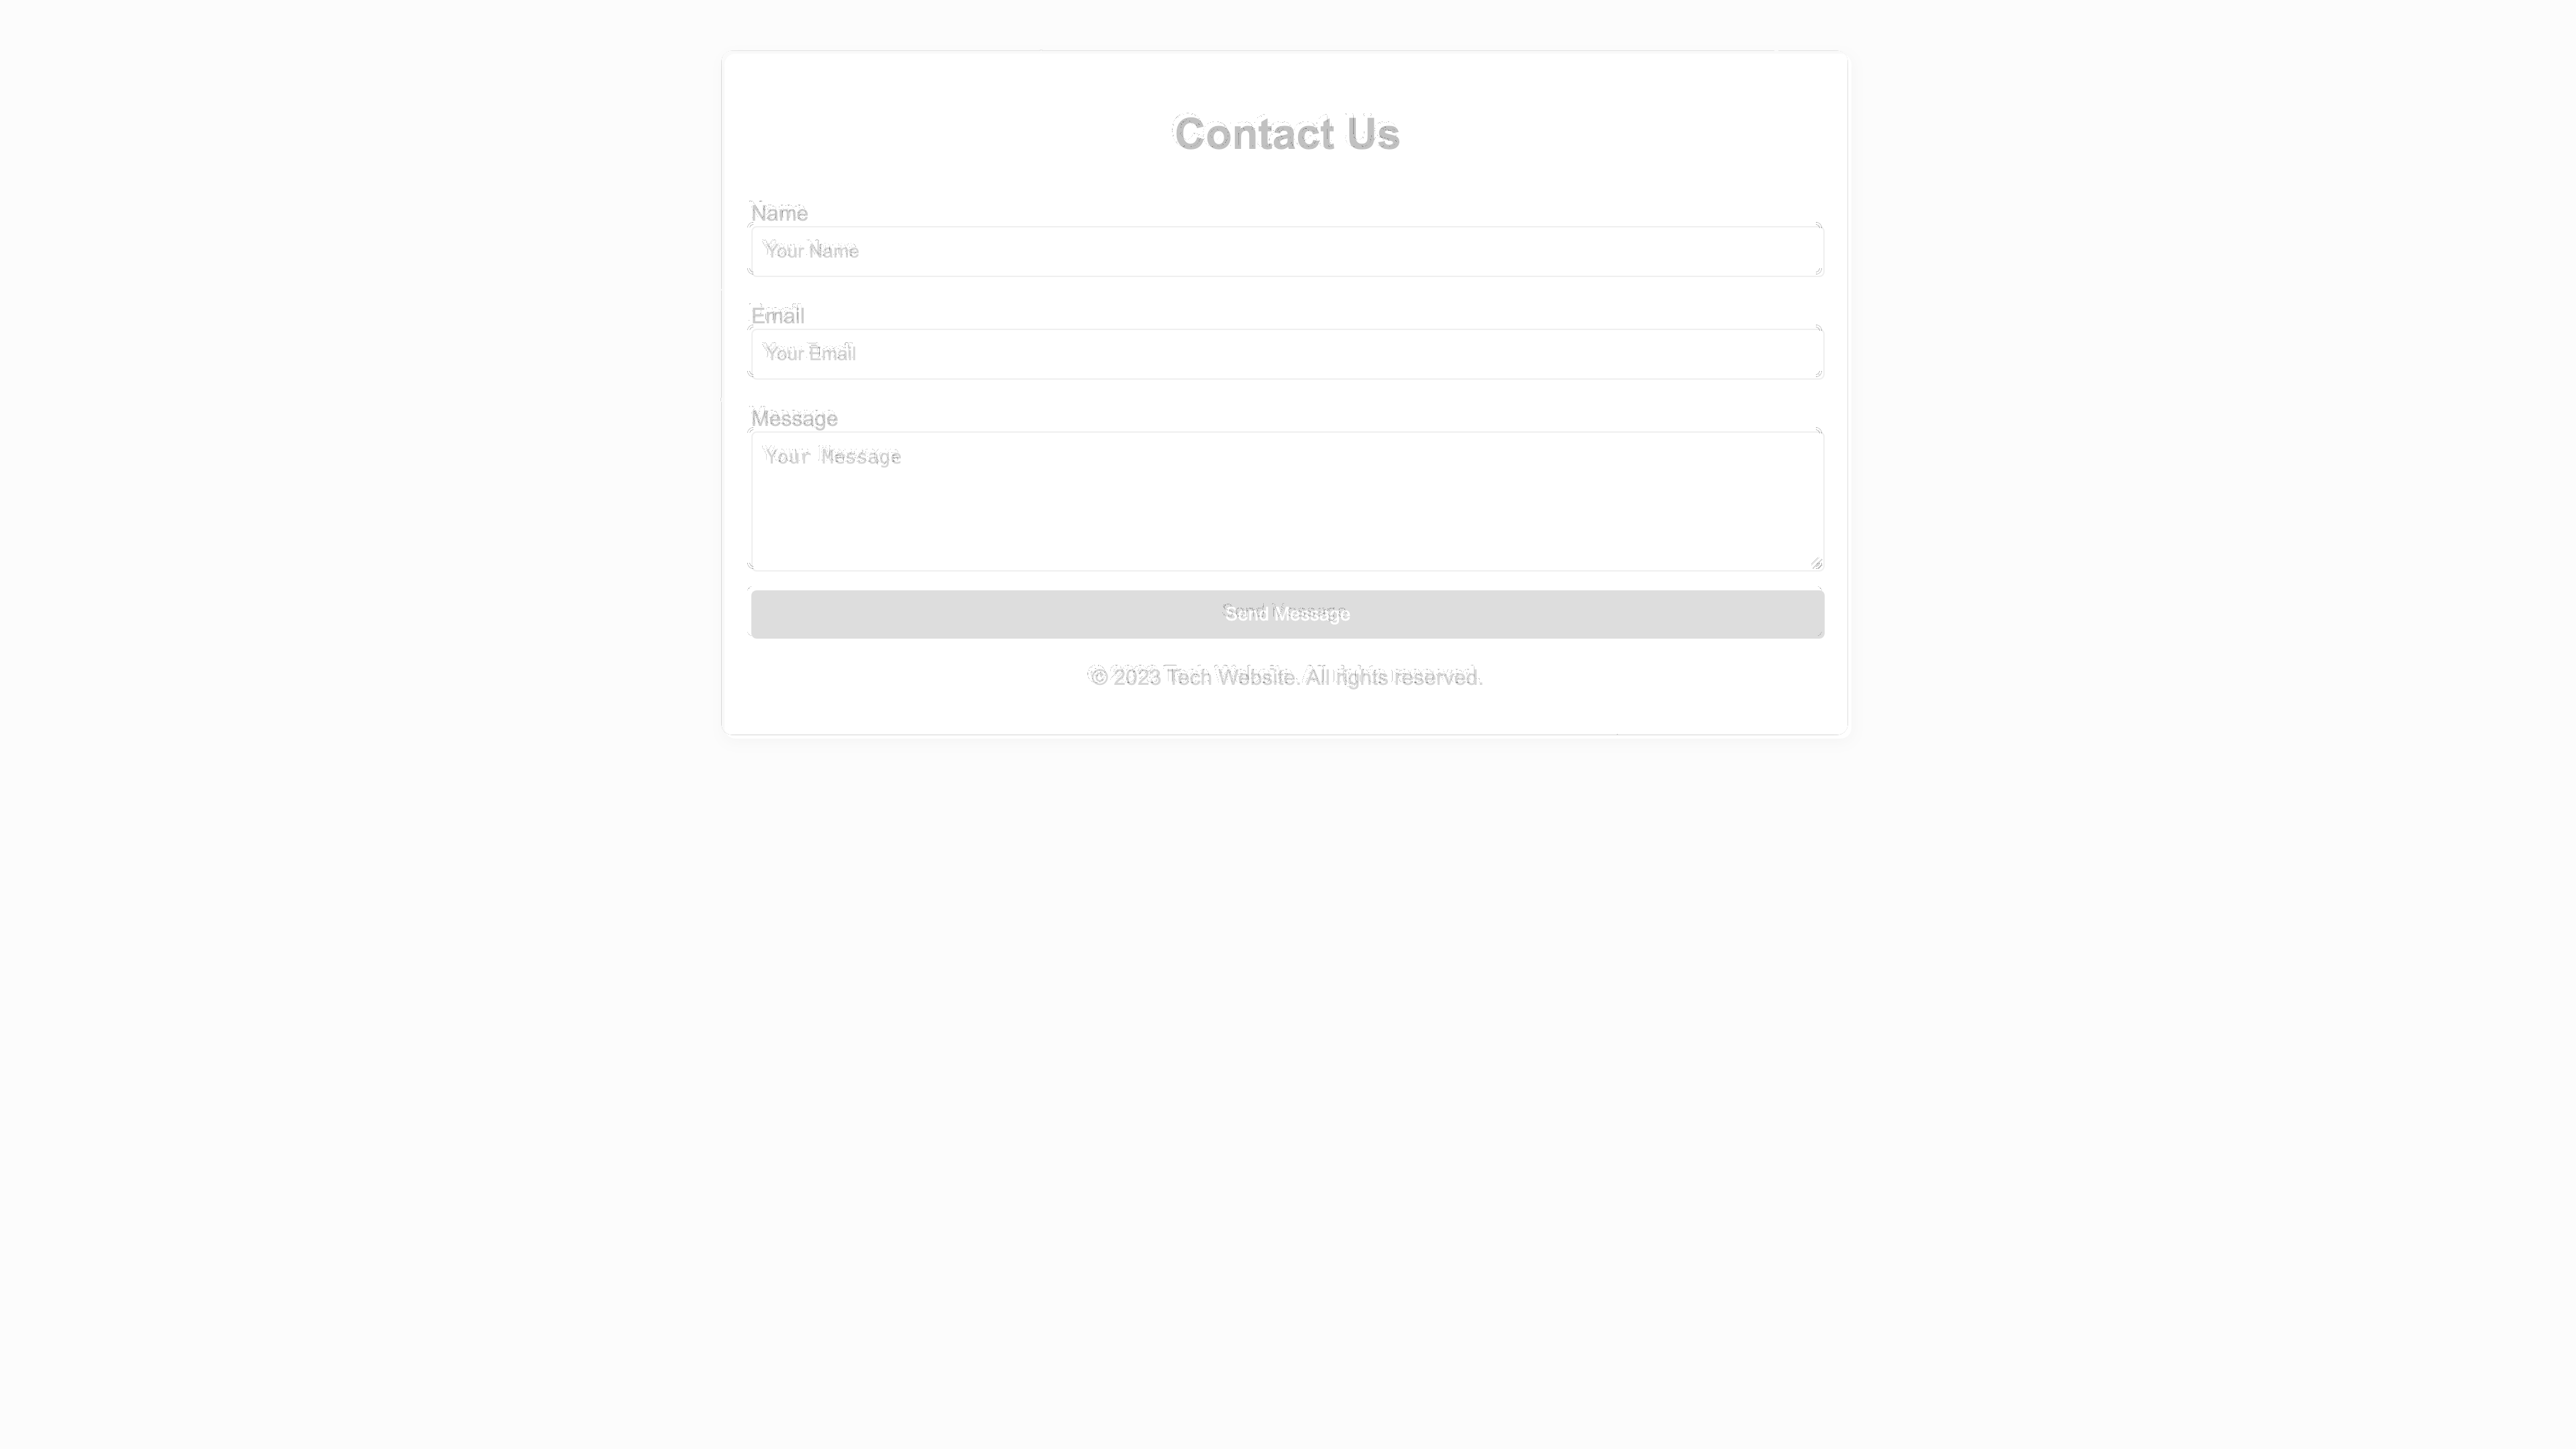 Contact Us
Name
Your Name
Email
Your Email
Message
Your Message
Send Message
© 2023 Tech Website. All rights reserved.